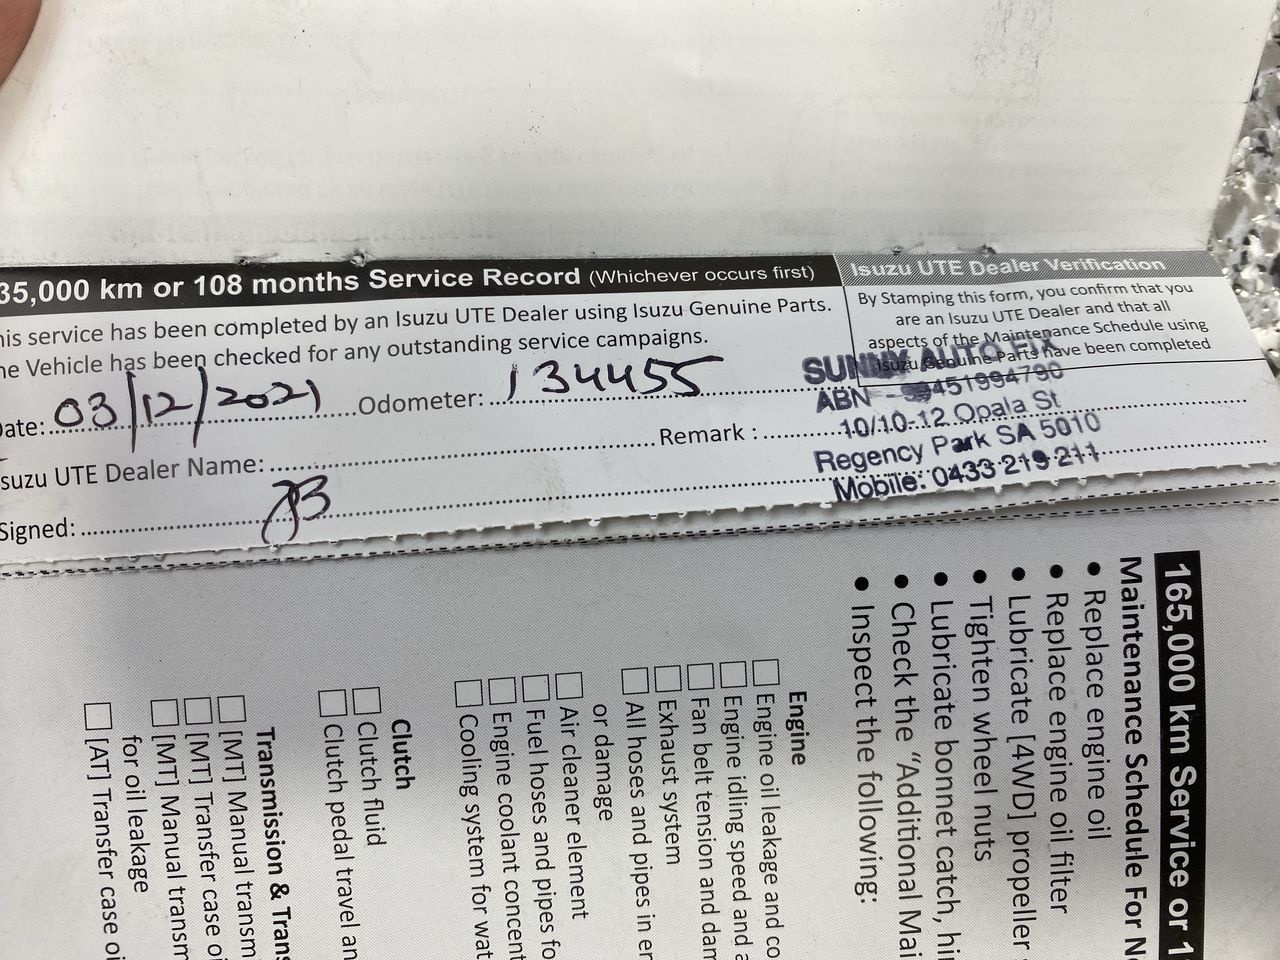 35,000 km or 108 months Service Record (Whichever occurs first)
his service has been completed by an Isuzu UTE Dealer using Isuzu Genuine Parts.
he Vehicle has been checked for any outstanding service campaigns.
Date: 03/12/2021 Odometer: 134455
suzu UTE Dealer Name: Remark :
Signed:
Isuzu UTE Dealer Verification
By Stamping this form, you confirm that you
are an Isuzu UTE Dealer and that all
aspects of the Maintenance Schedule using
Isuzu Genuine Parts have been completed
SUNNY AUTO FIX
ABN
10/10-12 Opala St
Regency Park SA 5010
Mobile: 0433 219 211
165,000 km Service or 1
Maintenance Schedule For N
• Replace engine oil
• Replace engine oil filter
• Lubricate [4WD] propeller
• Tighten wheel nuts
• Lubricate bonnet catch, hi
• Check the “Additional Mai
• Inspect the following:
Engine
Engine oil leakage and co
Engine idling speed and a
Fan belt tension and dam
Exhaust system
All hoses and pipes in en
or damage
Air cleaner element
Fuel hoses and pipes fo
Engine coolant concent
Cooling system for wat
Clutch
Clutch fluid
Clutch pedal travel an
Transmission & Trans
[MT] Manual transm
[MT] Transfer case o
[MT] Manual transm
for oil leakage
[AT] Transfer case oi